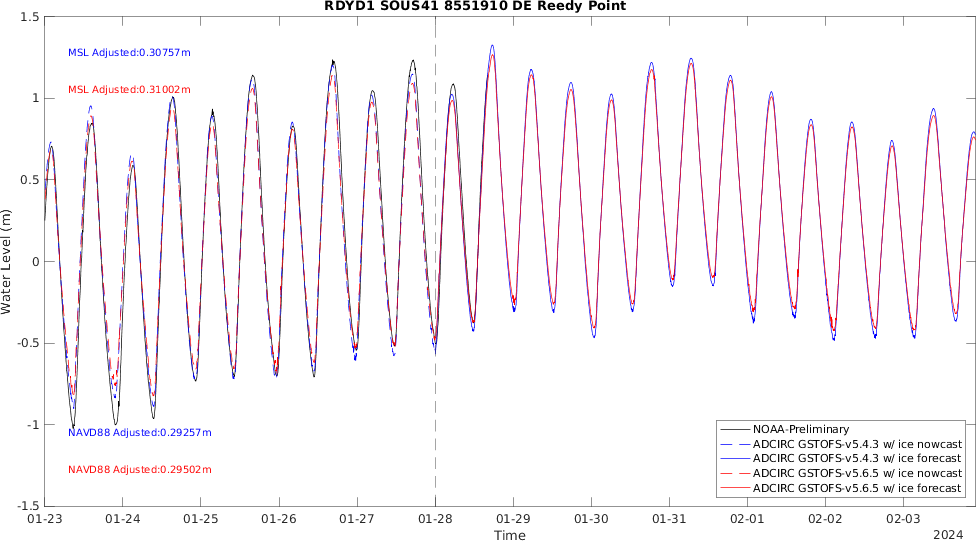 RDYD1 SOUS41 8551910 DE Reedy Point
1.5
1
0.5
0
-0.5
-1
-1.5
Water Level (m)
MSL Adjusted:0.30757m
MSL Adjusted:0.31002m
NAVD88 Adjusted:0.29257m
NAVD88 Adjusted:0.29502m
NOAA-Preliminary
ADCIRC GSTOFS-v5.4.3 w/ ice nowcast
ADCIRC GSTOFS-v5.4.3 w/ ice forecast
ADCIRC GSTOFS-v5.6.5 w/ ice nowcast
ADCIRC GSTOFS-v5.6.5 w/ ice forecast
01-23 01-24 01-25 01-26 01-27 01-28 01-29 01-30 01-31 02-01 02-02 02-03
Time
2024